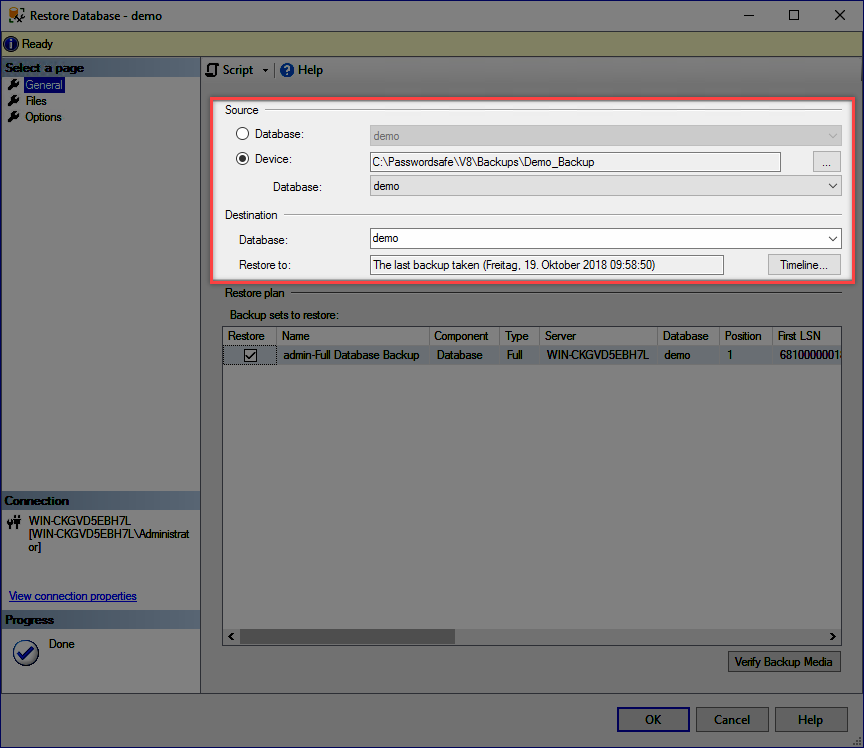 Restore Database - demo
Ready
Select a page
General
Files
Options
Script
Help
Source
Database:
demo
Device:
C:\Passwordsafe\V8\Backups\Demo_Backup
...
Database:
demo
Destination
Database:
demo
Restore to:
The last backup taken (Freitag, 19. Oktober 2018 09:58:50)
Timeline...
Restore plan
Backup sets to restore:
Restore Name Component Type Server Database Position First LSN
admin-Full Database Backup Database Full WIN-CKGVD5EBH7L demo 1
Connection
WIN-CKGVD5EBH7L
[WIN-CKGVD5EBH7L\Administrat
or]
View connection properties
Progress
Done
Verify Backup Media
OK
Cancel
Help